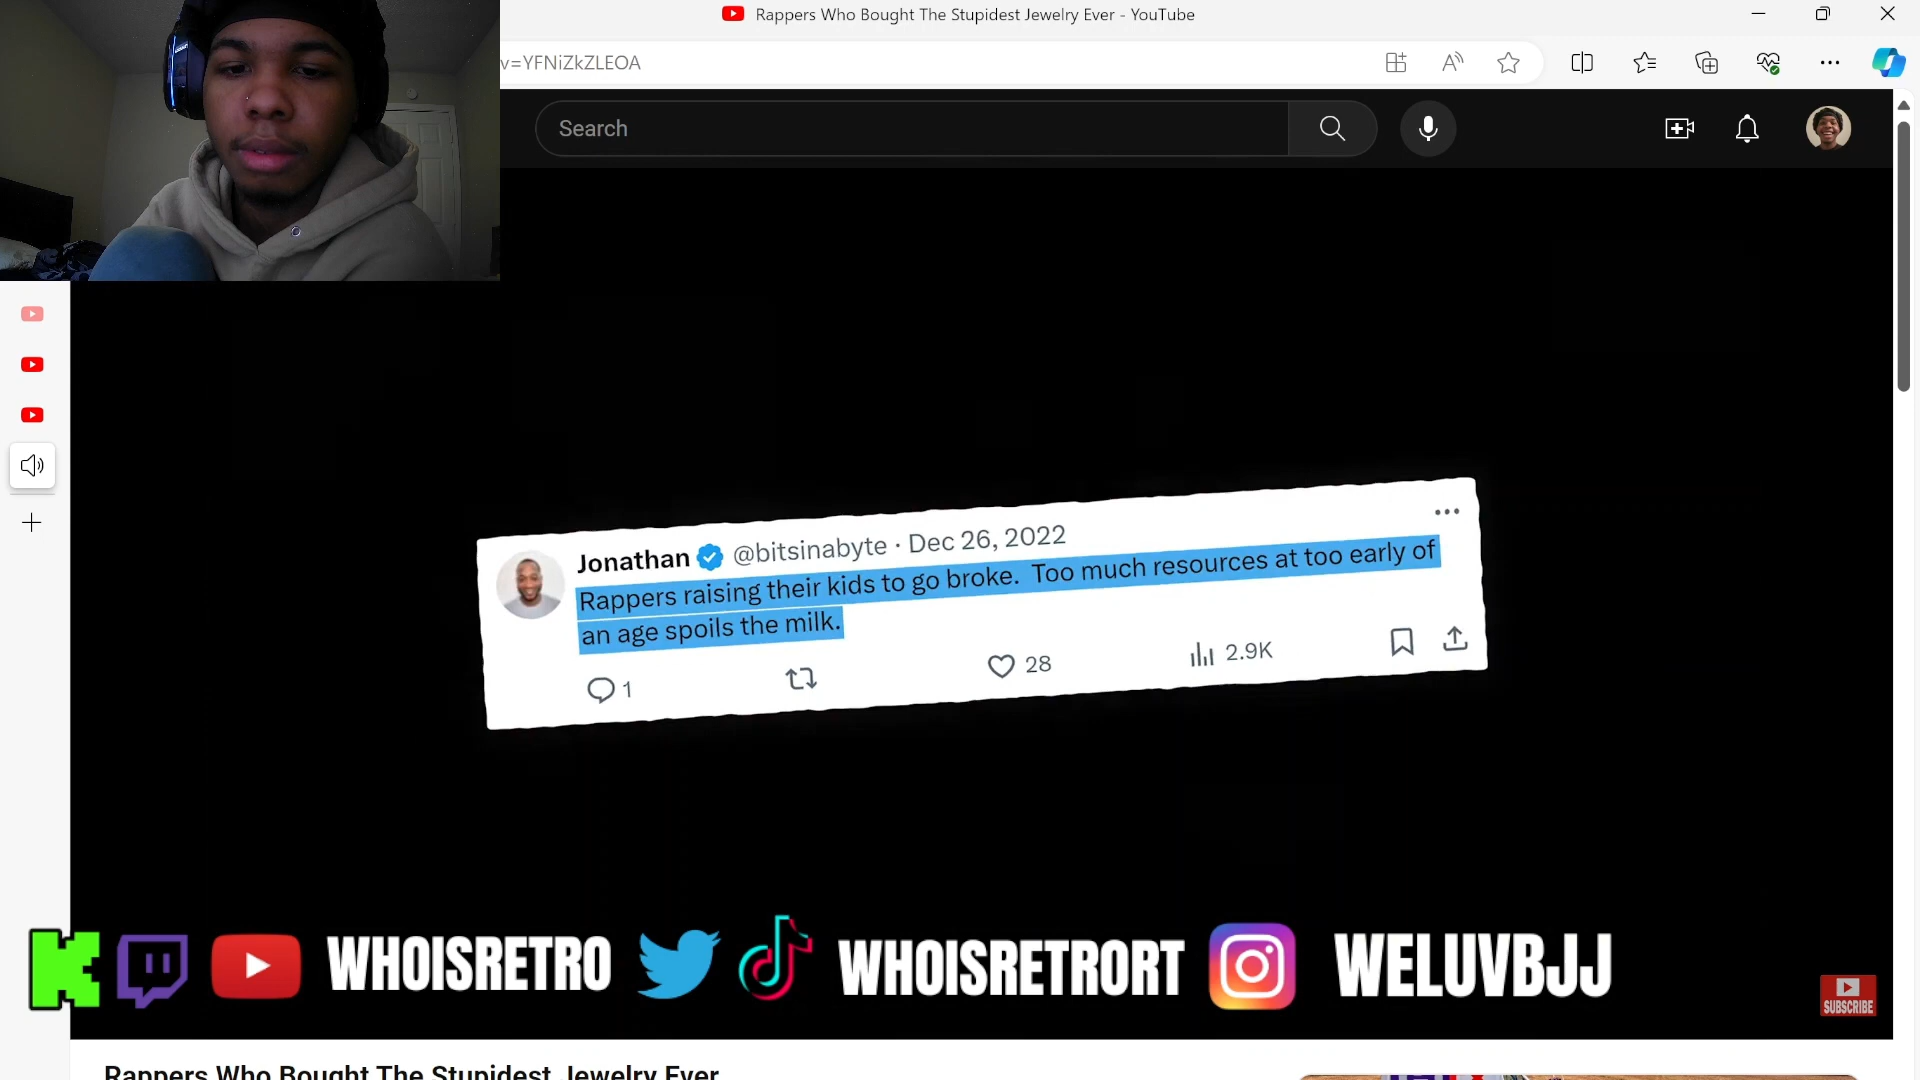 Rappers Who Bought The Stupidest Jewelry Ever - YouTube
v=YFNiZkZLEOA
Search
Jonathan @bitsinabyte · Dec 26, 2022
Rappers raising their kids to go broke. Too much resources at too early of
an age spoils the milk.
1
28
2.9K
WHOISRETRO
WHOISRETRORT
WELUVBJJ
SUBSCRIBE
Rappers Who Bought The Stupidest Jewelry Ever